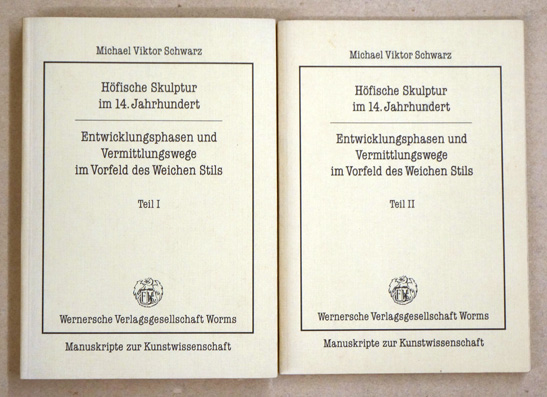 Michael Viktor Schwarz
Höfische Skulptur
im 14. Jahrhundert
Entwicklungsphasen und
Vermittlungswege
im Vorfeld des Weichen Stils
Teil I
Wernersche Verlagsgesellschaft Worms
Manuskripte zur Kunstwissenschaft
Michael Viktor Schwarz
Höfische Skulptur
im 14. Jahrhundert
Entwicklungsphasen und
Vermittlungswege
im Vorfeld des Weichen Stils
Teil II
Wernersche Verlagsgesellschaft Worms
Manuskripte zur Kunstwissenschaft